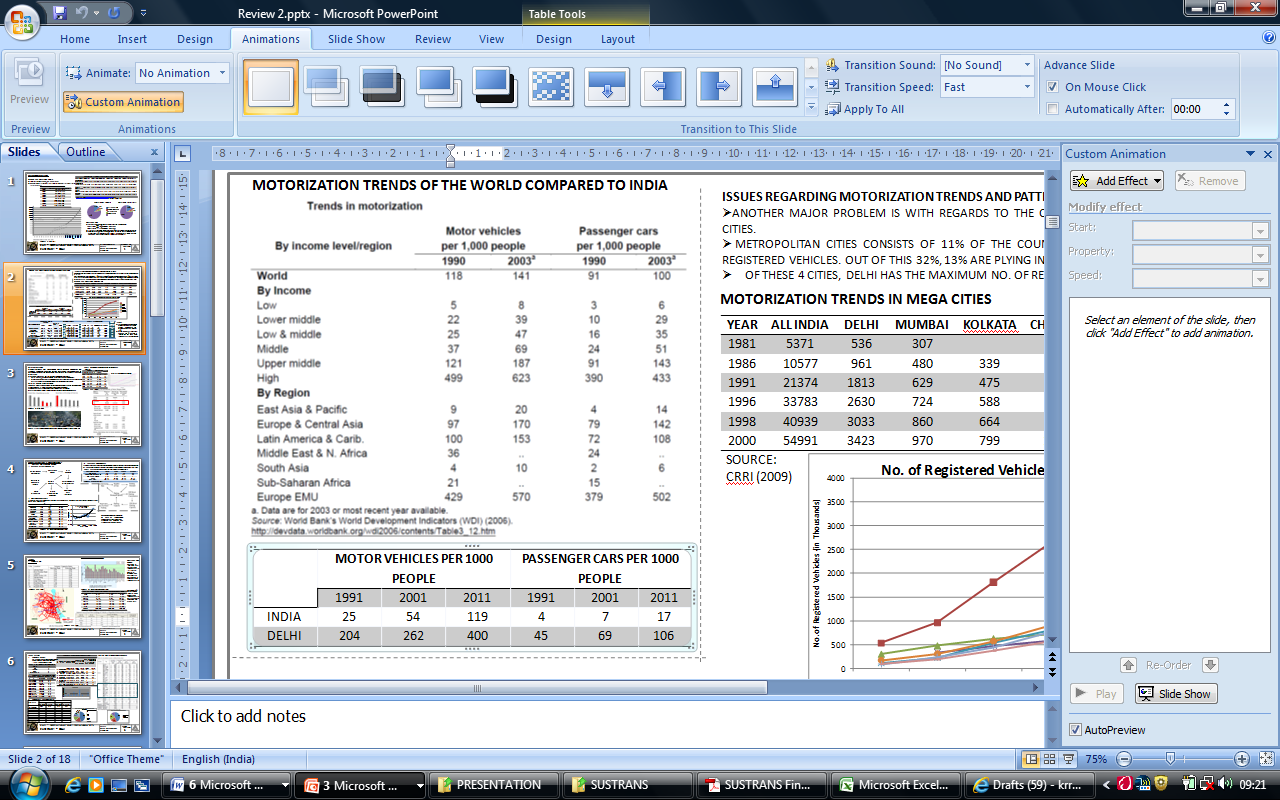 Review 2.pptx - Microsoft PowerPoint
Table Tools
Home Insert Design Animations Slide Show Review View Design Layout
Preview
Animate: No Animation
Custom Animation
Transition Sound: [No Sound]
Transition Speed: Fast
Apply To All
Advance Slide
On Mouse Click
Automatically After: 00:00
Preview Animations Transition to This Slide
Slides Outline
1
2
3
4
5
6
MOTORIZATION TRENDS OF THE WORLD COMPARED TO INDIA
Trends in motorization
Motor vehicles Passenger cars
By income level/region per 1,000 people per 1,000 people
1990 2003a 1990 2003a
World 118 141 91 100
By Income
Low 5 8 3 6
Lower middle 22 39 10 29
Low & middle 25 47 16 35
Middle 37 69 24 51
Upper middle 121 187 91 143
High 499 623 390 433
By Region
East Asia & Pacific 9 20 4 14
Europe & Central Asia 97 170 79 142
Latin America & Carib. 100 153 72 108
Middle East & N. Africa 36 .. 24 ..
South Asia 4 10 2 6
Sub-Saharan Africa 21 .. 15 ..
Europe EMU 429 570 379 502
a. Data are for 2003 or most recent year available.
Source: World Bank's World Development Indicators (WDI) (2006).
http://devdata.worldbank.org/wdi2006/contents/Table3_12.htm
MOTOR VEHICLES PER 1000 PASSENGER CARS PER 1000
PEOPLE PEOPLE
1991 2001 2011 1991 2001 2011
INDIA 25 54 119 4 7 17
DELHI 204 262 400 45 69 106
ISSUES REGARDING MOTORIZATION TRENDS AND PATT
➢ANOTHER MAJOR PROBLEM IS WITH REGARDS TO THE C
CITIES.
➢ METROPOLITAN CITIES CONSISTS OF 11% OF THE COUN
REGISTERED VEHICLES. OUT OF THIS 32%,13% ARE PLYING IN
➢ OF THESE 4 CITIES, DELHI HAS THE MAXIMUM NO. OF RE
MOTORIZATION TRENDS IN MEGA CITIES
YEAR ALL INDIA DELHI MUMBAI KOLKATA CH
1981 5371 536 307
1986 10577 961 480 339
1991 21374 1813 629 475
1996 33783 2630 724 588
1998 40939 3033 860 664
2000 54991 3423 970 799
SOURCE:
CRRI (2009)
No. of Registered Vehicle
No. of Registered Vehicles (in Thousands)
4000
3500
3000
2500
2000
1500
1000
500
0
Custom Animation
Add Effect Remove
Modify effect
Start:
Property:
Speed:
Select an element of the slide, then
click "Add Effect" to add animation.
Re-Order
Play Slide Show
AutoPreview
Click to add notes
Slide 2 of 18 "Office Theme" English (India) 75%
6 Microsoft ... 3 Microsoft ... PRESENTATION SUSTRANS SUSTRANS Fin... Microsoft Excel... Drafts (59) - krr... 09:21